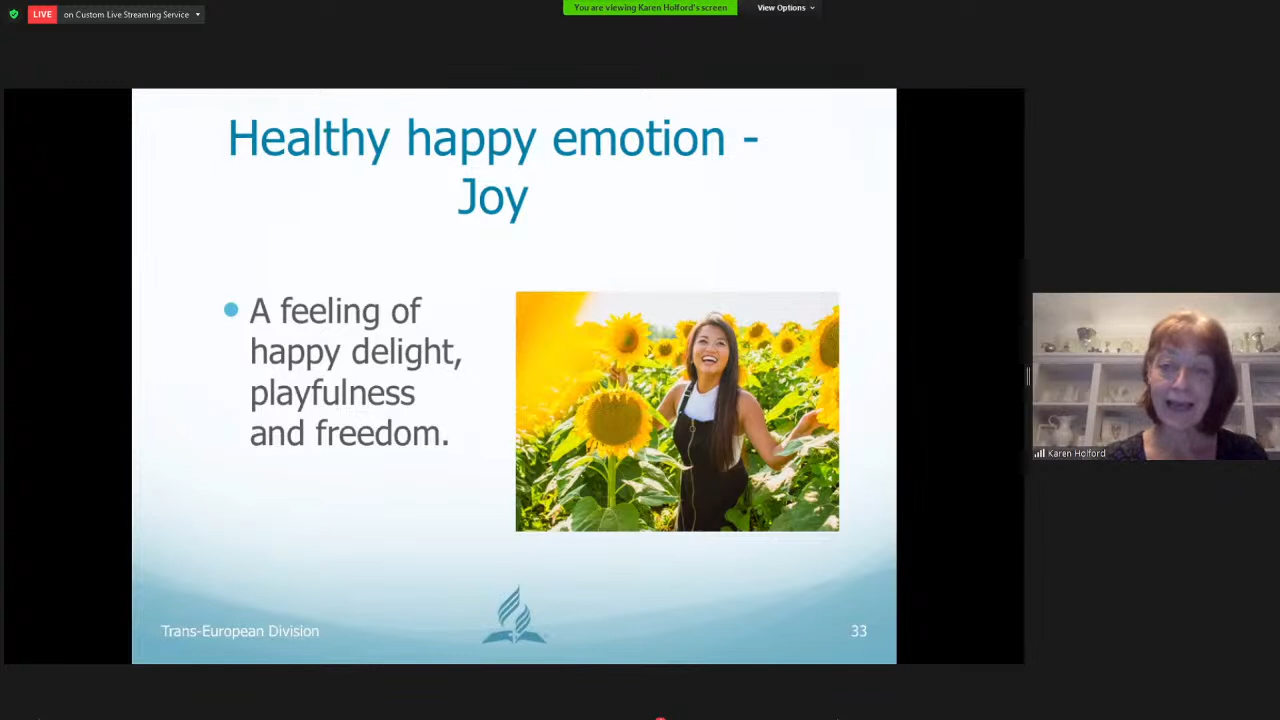 LIVE on Custom Live Streaming Service
You are viewing Karen Holford's screen
View Options
Healthy happy emotion -
Joy
A feeling of
happy delight,
playfulness
and freedom.
Karen Holford
Trans-European Division
33